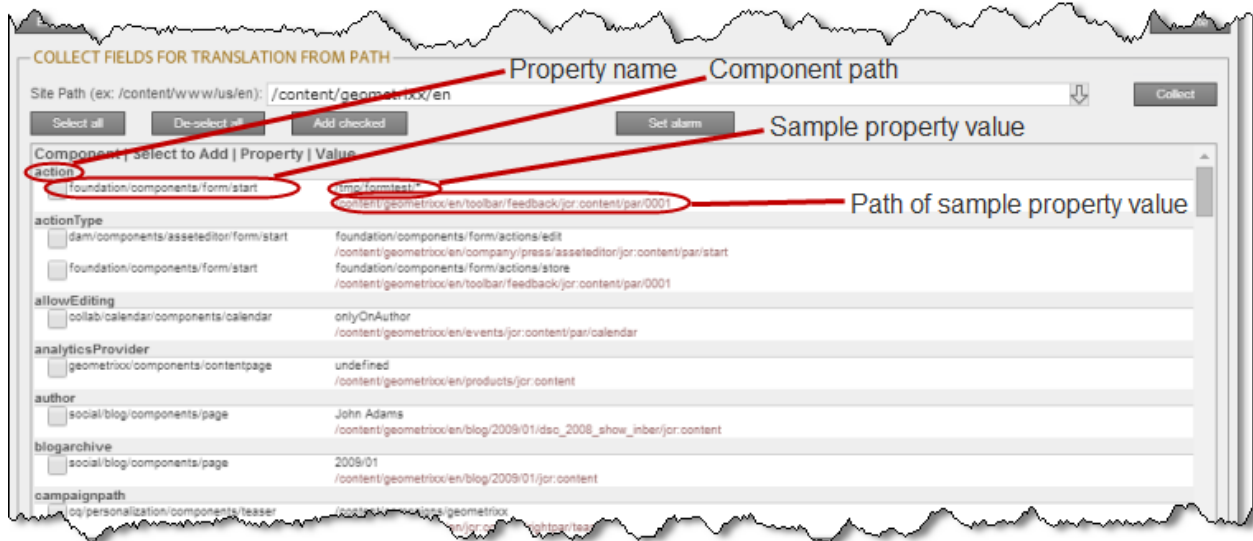 COLLECT FIELDS FOR TRANSLATION FROM PATH
Property name Component path
Site Path (ex: /content/www/us/en): /content/geometrixx/en Collect
Select all De-select all Add checked Set alarm
Sample property value
Component | Select to Add | Property | Value
action
foundation/components/form/start /tmp/formtest/*
/content/geometrixx/en/toolbar/feedback/jcr:content/par/0001
Path of sample property value
actionType
dam/components/asseteditor/form/start foundation/components/form/actions/edit
/content/geometrixx/en/company/press/asseteditor/jcr:content/par/start
foundation/components/form/start foundation/components/form/actions/store
/content/geometrixx/en/toolbar/feedback/jcr:content/par/0001
allowEditing
collab/calendar/components/calendar onlyOnAuthor
/content/geometrixx/en/events/jcr:content/par/calendar
analyticsProvider
geometrixx/components/contentpage undefined
/content/geometrixx/en/products/jcr:content
author
social/blog/components/page John Adams
/content/geometrixx/en/blog/2009/01/dsc_2008_show_inber/jcr:content
blogarchive
social/blog/components/page 2009/01
/content/geometrixx/en/blog/2009/01/jcr:content
campaignpath
cq/personalization/components/teaser